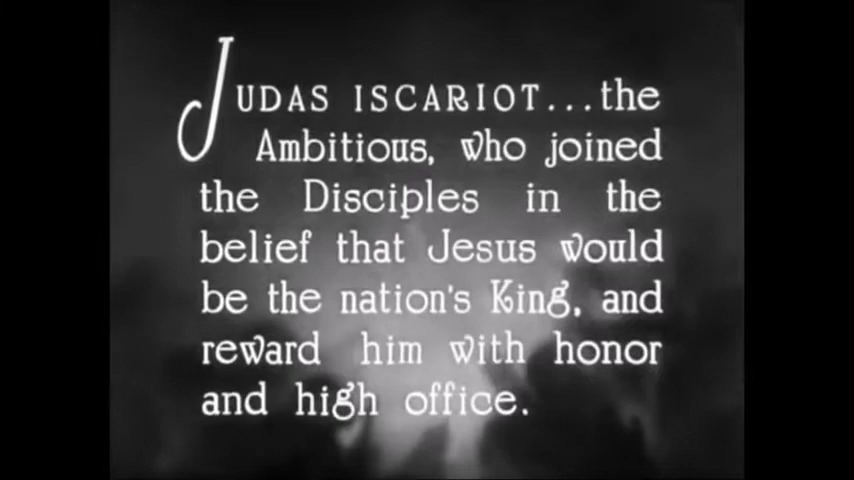 JUDAS ISCARIOT...the
Ambitious, who joined
the Disciples in the
belief that Jesus would
be the nation's King, and
reward him with honor
and high office.